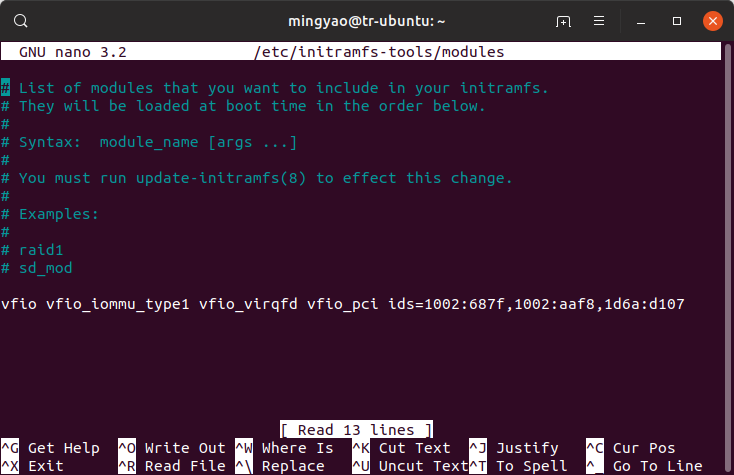 mingyao@tr-ubuntu: ~
GNU nano 3.2 /etc/initramfs-tools/modules
# List of modules that you want to include in your initramfs.
# They will be loaded at boot time in the order below.
#
# Syntax:  module_name [args ...]
#
# You must run update-initramfs(8) to effect this change.
#
# Examples:
#
# raid1
# sd_mod
vfio vfio_iommu_type1 vfio_virqfd vfio_pci ids=1002:687f,1002:aaf8,1d6a:d107
[ Read 13 lines ]
^G Get Help ^O Write Out ^W Where Is ^K Cut Text ^J Justify ^C Cur Pos
^X Exit ^R Read File ^\ Replace ^U Uncut Text ^T To Spell ^_ Go To Line